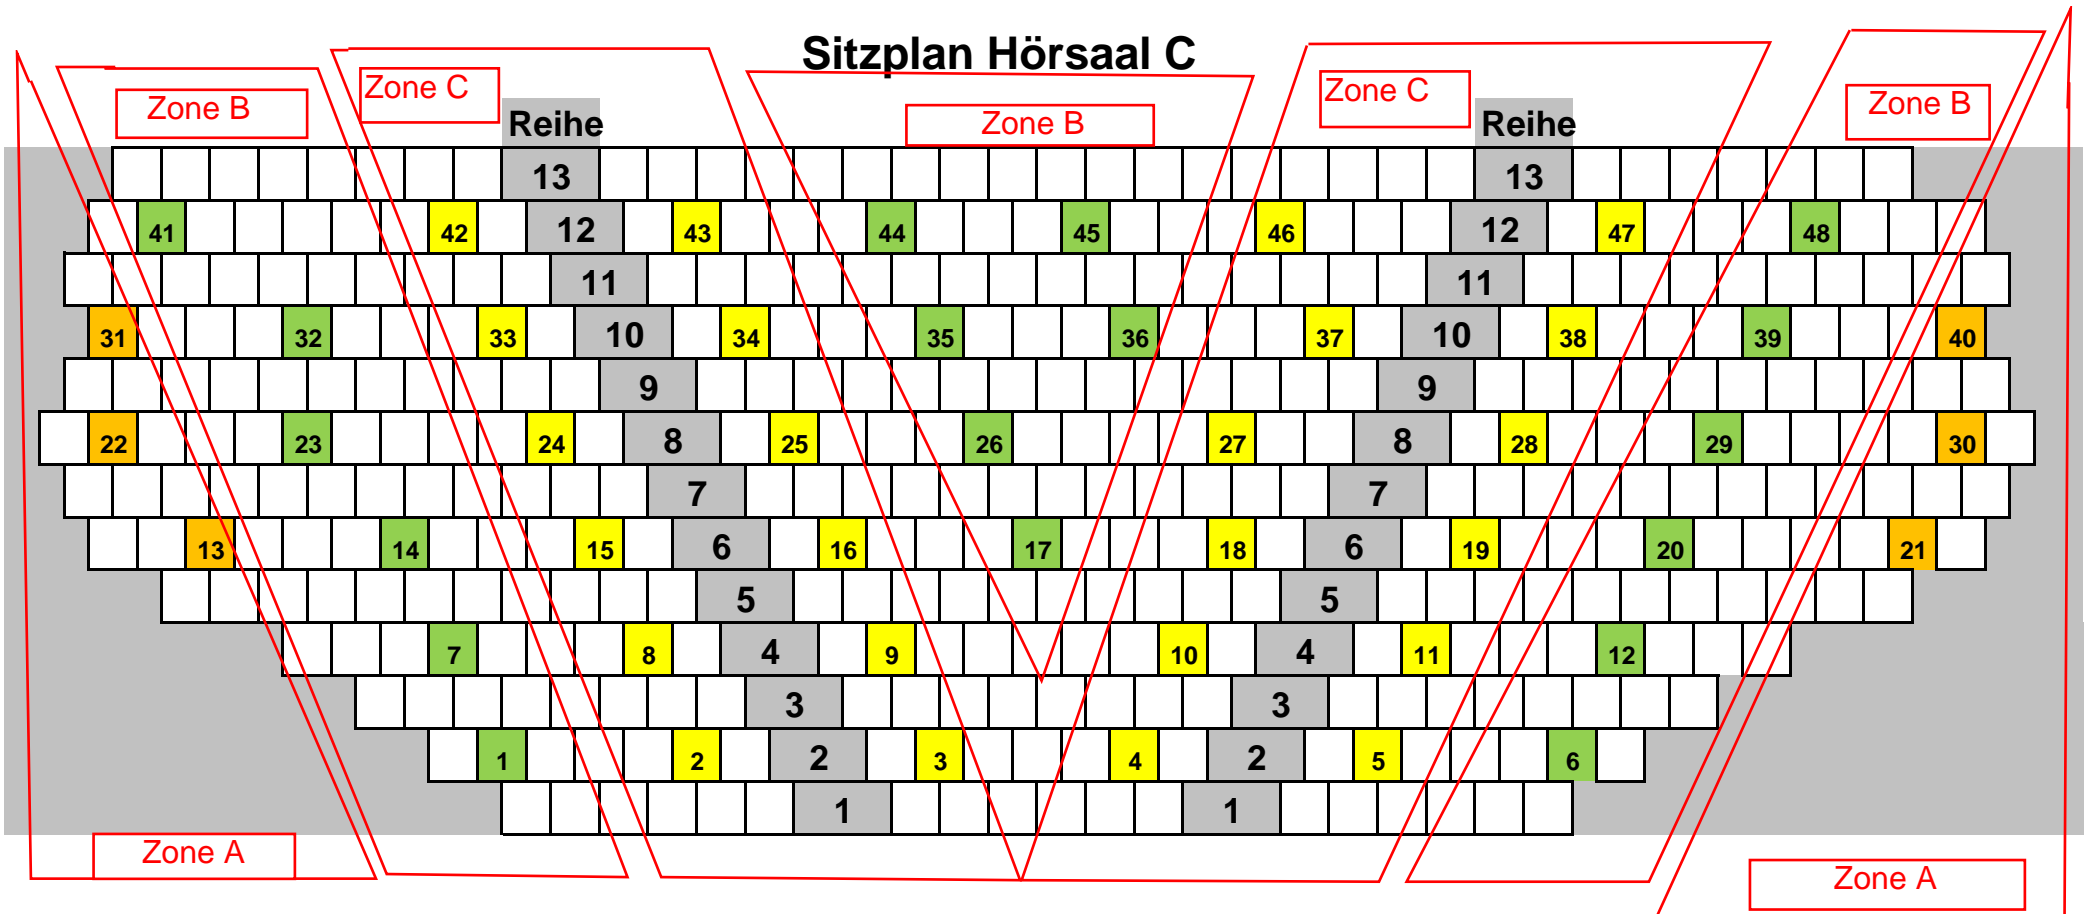 Sitzplan Hörsaal C
Zone B
Zone C
Zone B
Zone C
Zone B
Reihe
Reihe
13 13
41 42 12 43 44 45 46 12 47 48
11 11
31 32 33 10 34 35 36 37 10 38 39 40
9 9
22 23 24 8 25 26 27 8 28 29 30
7 7
13 14 15 6 16 17 18 6 19 20 21
5 5
7 8 4 9 10 4 11 12
3 3
1 2 2 3 4 2 5 6
1 1
Zone A
Zone A